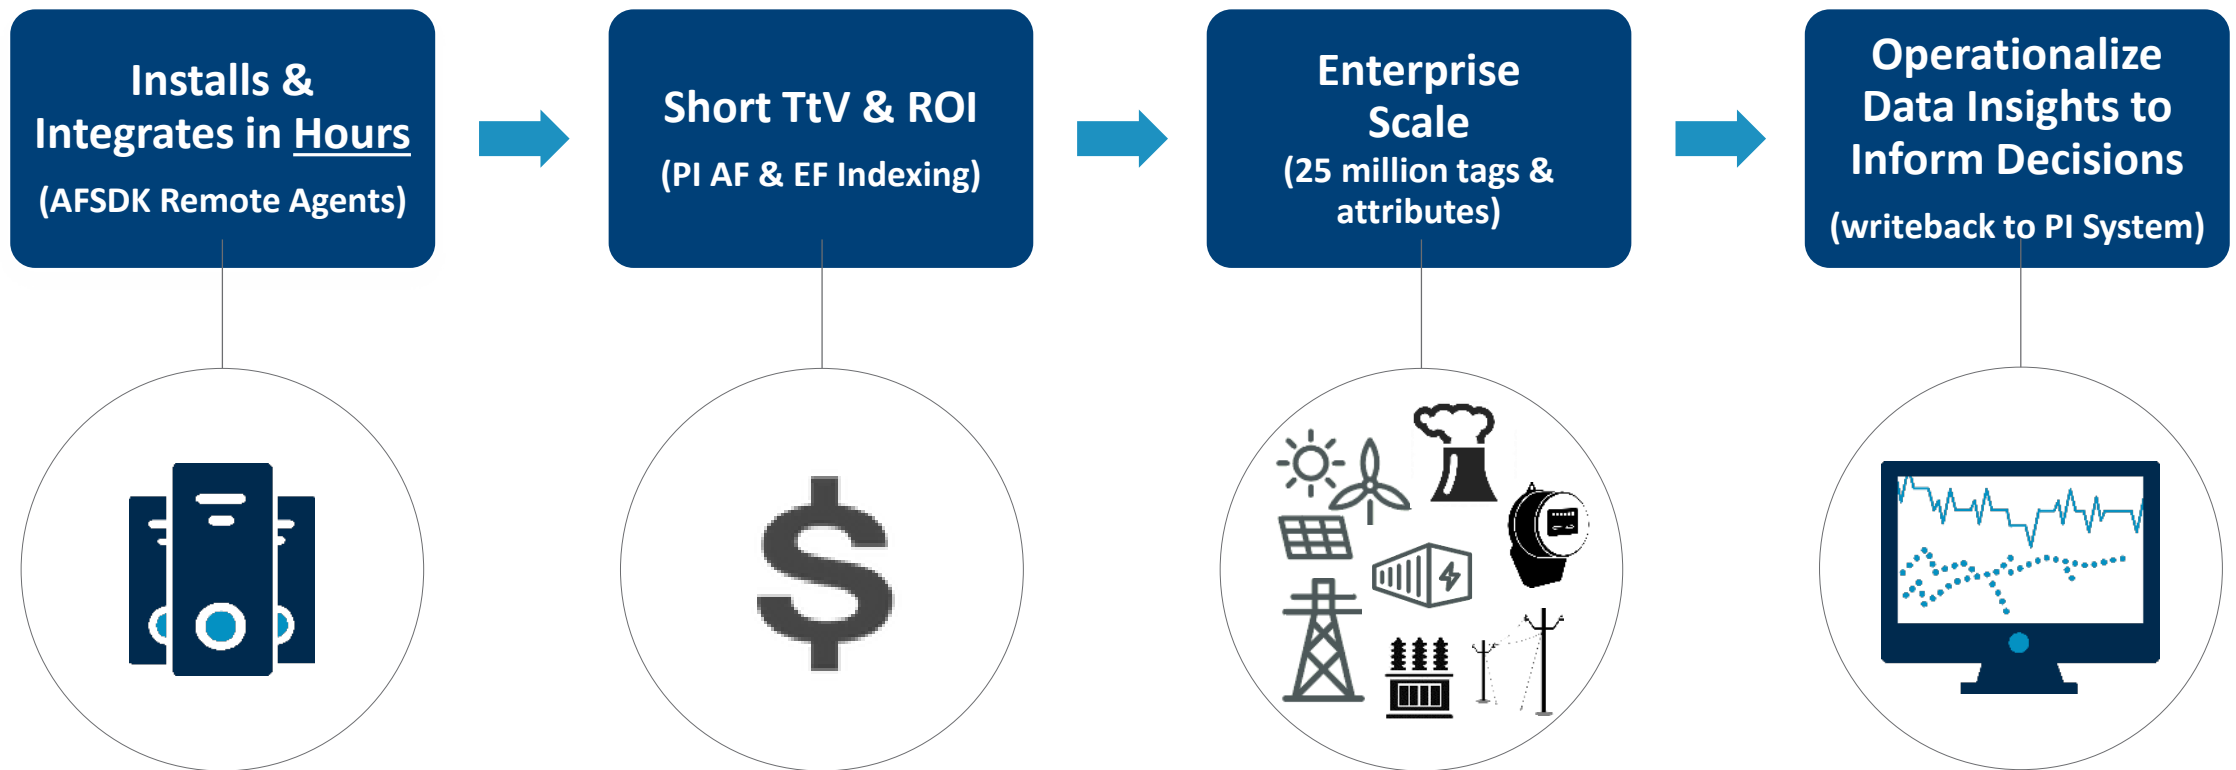 Installs &
Integrates in Hours
(AFSDK Remote Agents)
Short TtV & ROI
(PI AF & EF Indexing)
Enterprise
Scale
(25 million tags &
attributes)
Operationalize
Data Insights to
Inform Decisions
(writeback to PI System)
$